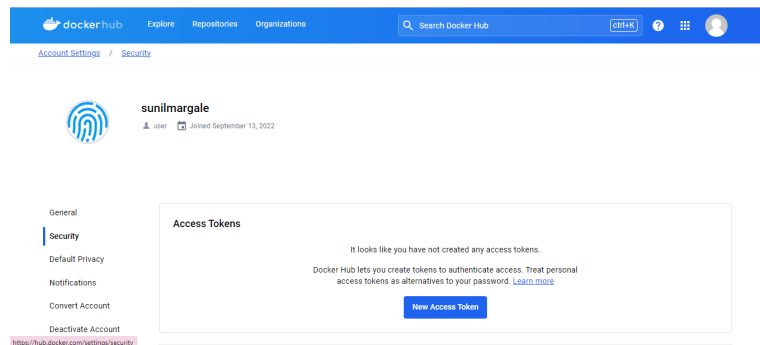 dockerhub Explore Repositories Organizations Search Docker Hub ctrl+K ?
Account Settings / Security
sunilmargale
user Joined September 13, 2022
General
Security
Default Privacy
Notifications
Convert Account
Deactivate Account
Access Tokens
It looks like you have not created any access tokens.
Docker Hub lets you create tokens to authenticate access. Treat personal
access tokens as alternatives to your password. Learn more
New Access Token
https://hub.docker.com/settings/security